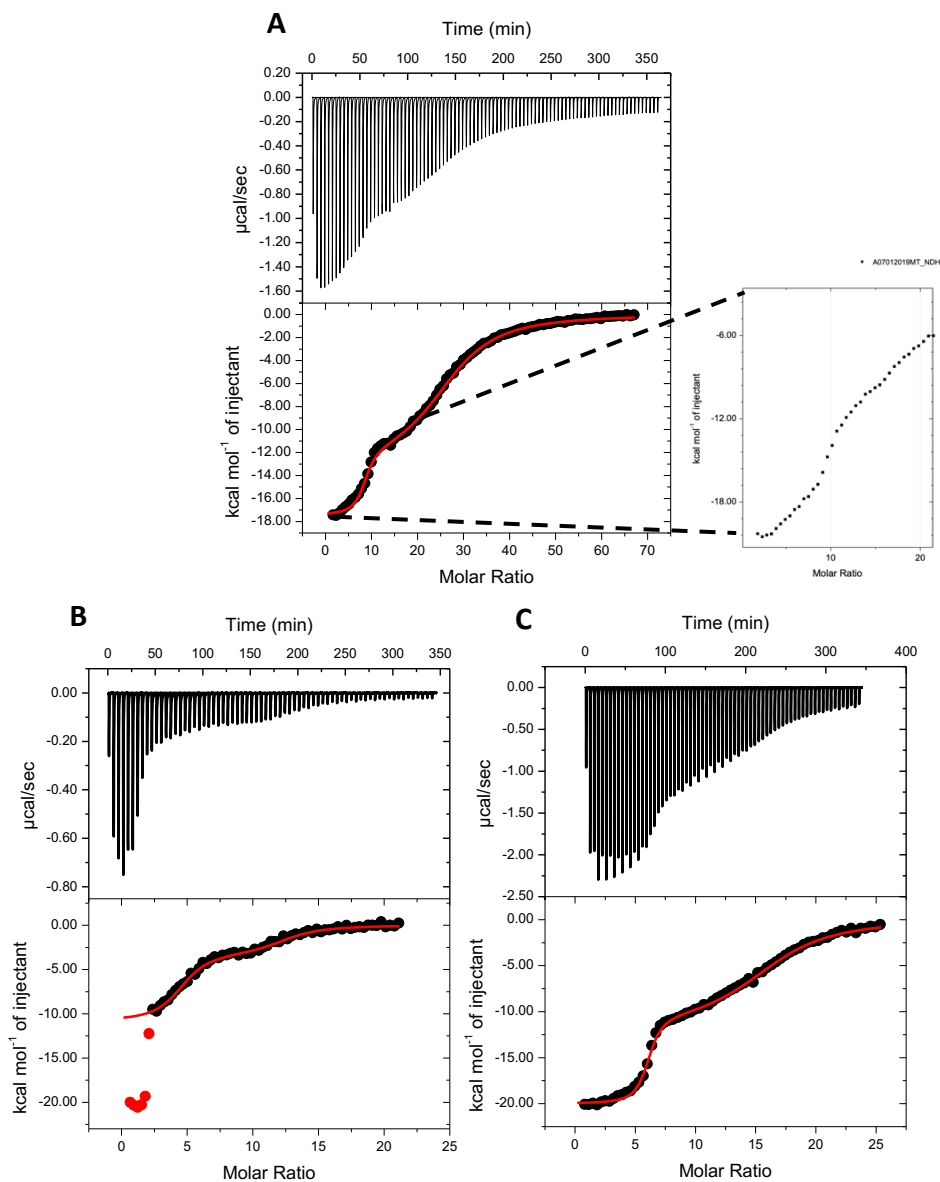 A
Time (min)
0 50 100 150 200 250 300 350
0.20
0.00
-0.20
-0.40
-0.60
-0.80
-1.00
-1.20
-1.40
-1.60
µcal/sec
0.00
-2.00
-4.00
-6.00
-8.00
-10.00
-12.00
-14.00
-16.00
-18.00
kcal mol⁻¹ of injectant
0 10 20 30 40 50 60 70
Molar Ratio
A07012019MT_NDH
-6.00
-12.00
-18.00
kcal mol⁻¹ of injectant
10 20
Molar Ratio
B
Time (min)
0 50 100 150 200 250 300 350
0.00
-0.20
-0.40
-0.60
-0.80
µcal/sec
0.00
-5.00
-10.00
-15.00
-20.00
kcal mol⁻¹ of injectant
0 5 10 15 20 25
Molar Ratio
C
Time (min)
0 100 200 300 400
0.00
-0.50
-1.00
-1.50
-2.00
-2.50
µcal/sec
0.00
-5.00
-10.00
-15.00
-20.00
kcal mol⁻¹ of injectant
0 5 10 15 20 25
Molar Ratio